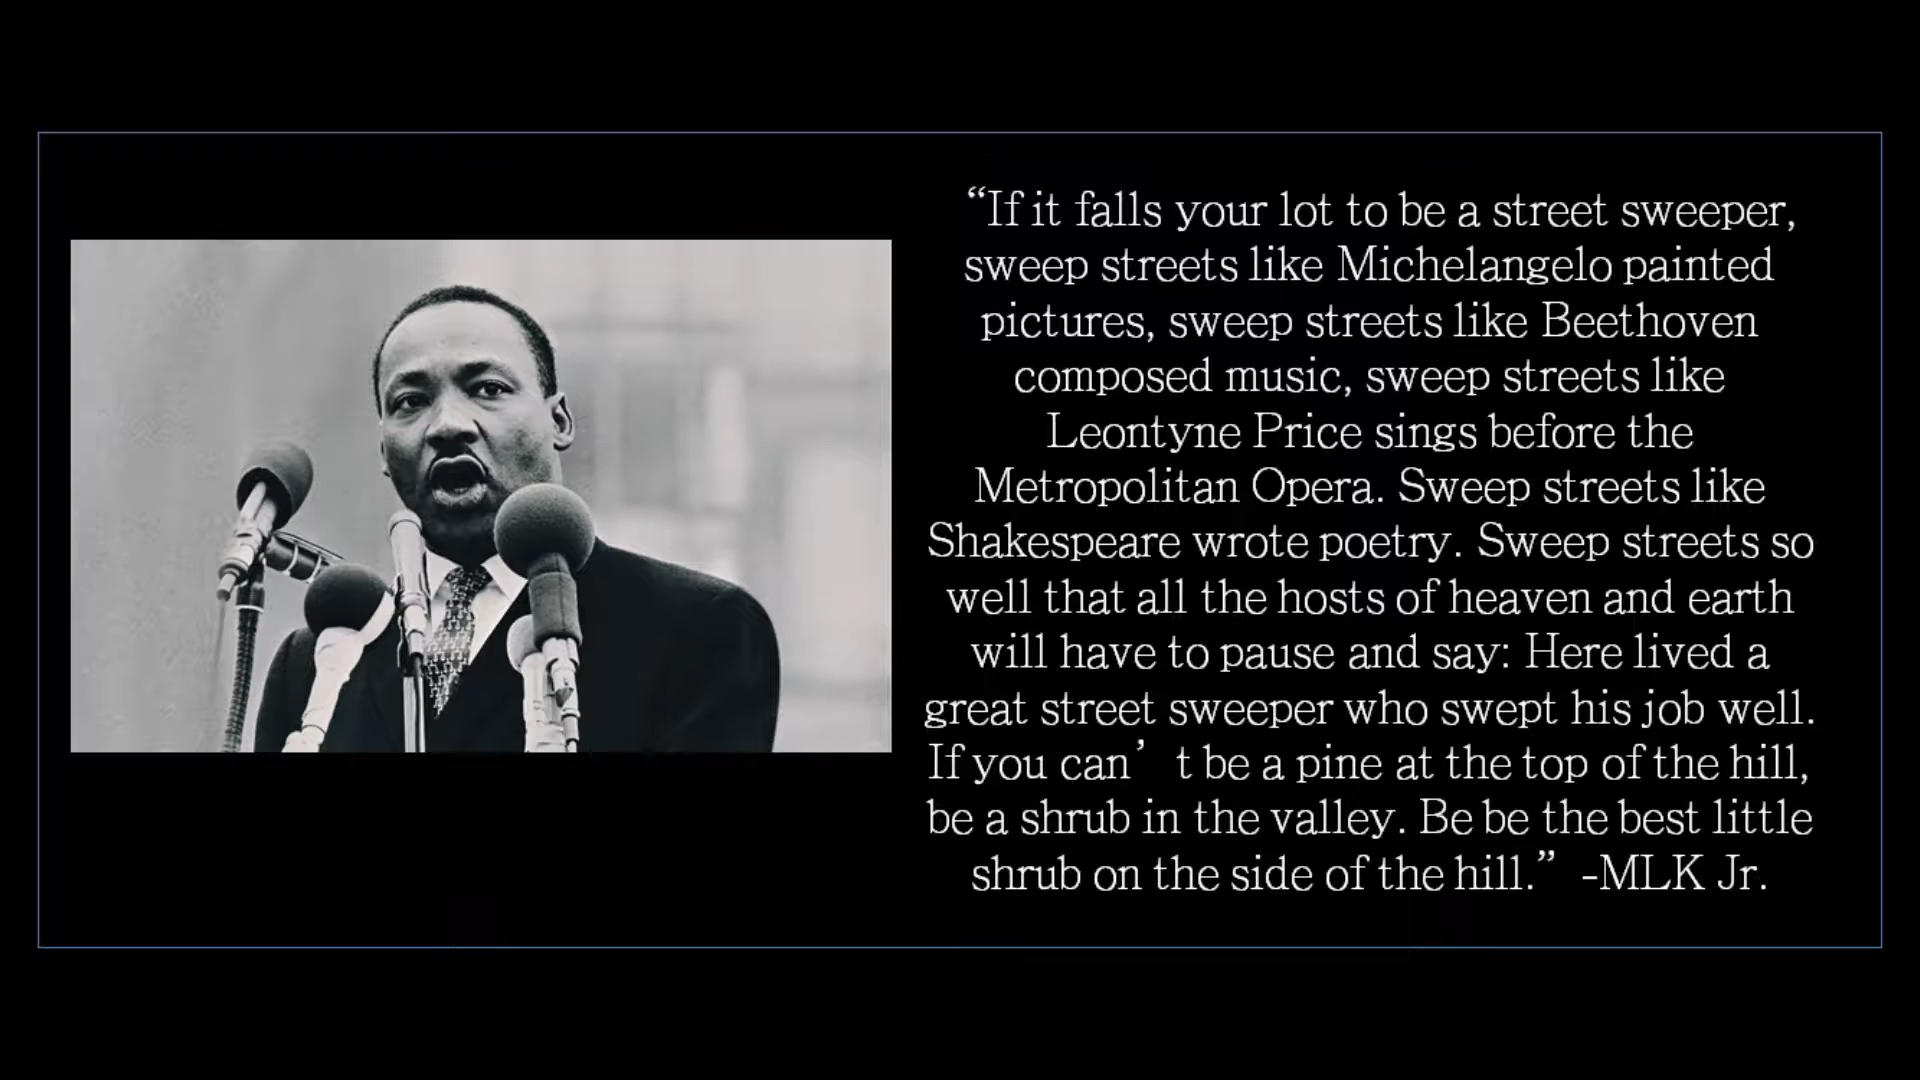 “If it falls your lot to be a street sweeper,
sweep streets like Michelangelo painted
pictures, sweep streets like Beethoven
composed music, sweep streets like
Leontyne Price sings before the
Metropolitan Opera. Sweep streets like
Shakespeare wrote poetry. Sweep streets so
well that all the hosts of heaven and earth
will have to pause and say: Here lived a
great street sweeper who swept his job well.
If you can’t be a pine at the top of the hill,
be a shrub in the valley. Be be the best little
shrub on the side of the hill.” -MLK Jr.